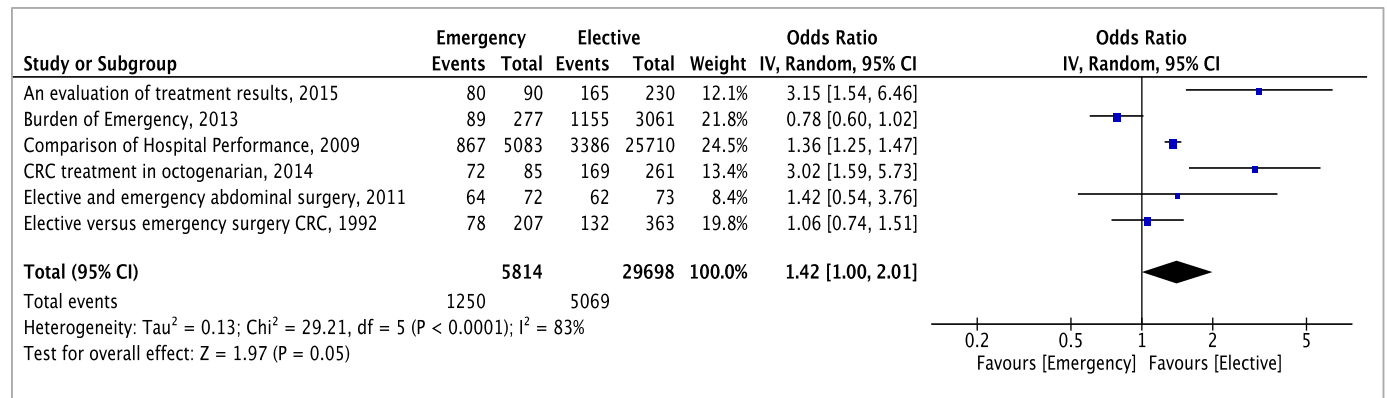 Emergency Elective Odds Ratio Odds Ratio
Study or Subgroup Events Total Events Total Weight IV, Random, 95% CI IV, Random, 95% CI
An evaluation of treatment results, 2015 80 90 165 230 12.1% 3.15 [1.54, 6.46]
Burden of Emergency, 2013 89 277 1155 3061 21.8% 0.78 [0.60, 1.02]
Comparison of Hospital Performance, 2009 867 5083 3386 25710 24.5% 1.36 [1.25, 1.47]
CRC treatment in octogenarian, 2014 72 85 169 261 13.4% 3.02 [1.59, 5.73]
Elective and emergency abdominal surgery, 2011 64 72 62 73 8.4% 1.42 [0.54, 3.76]
Elective versus emergency surgery CRC, 1992 78 207 132 363 19.8% 1.06 [0.74, 1.51]
Total (95% CI) 5814 29698 100.0% 1.42 [1.00, 2.01]
Total events 1250 5069
Heterogeneity: Tau² = 0.13; Chi² = 29.21, df = 5 (P < 0.0001); I² = 83%
Test for overall effect: Z = 1.97 (P = 0.05)
0.2 0.5 1 2 5
Favours [Emergency] Favours [Elective]